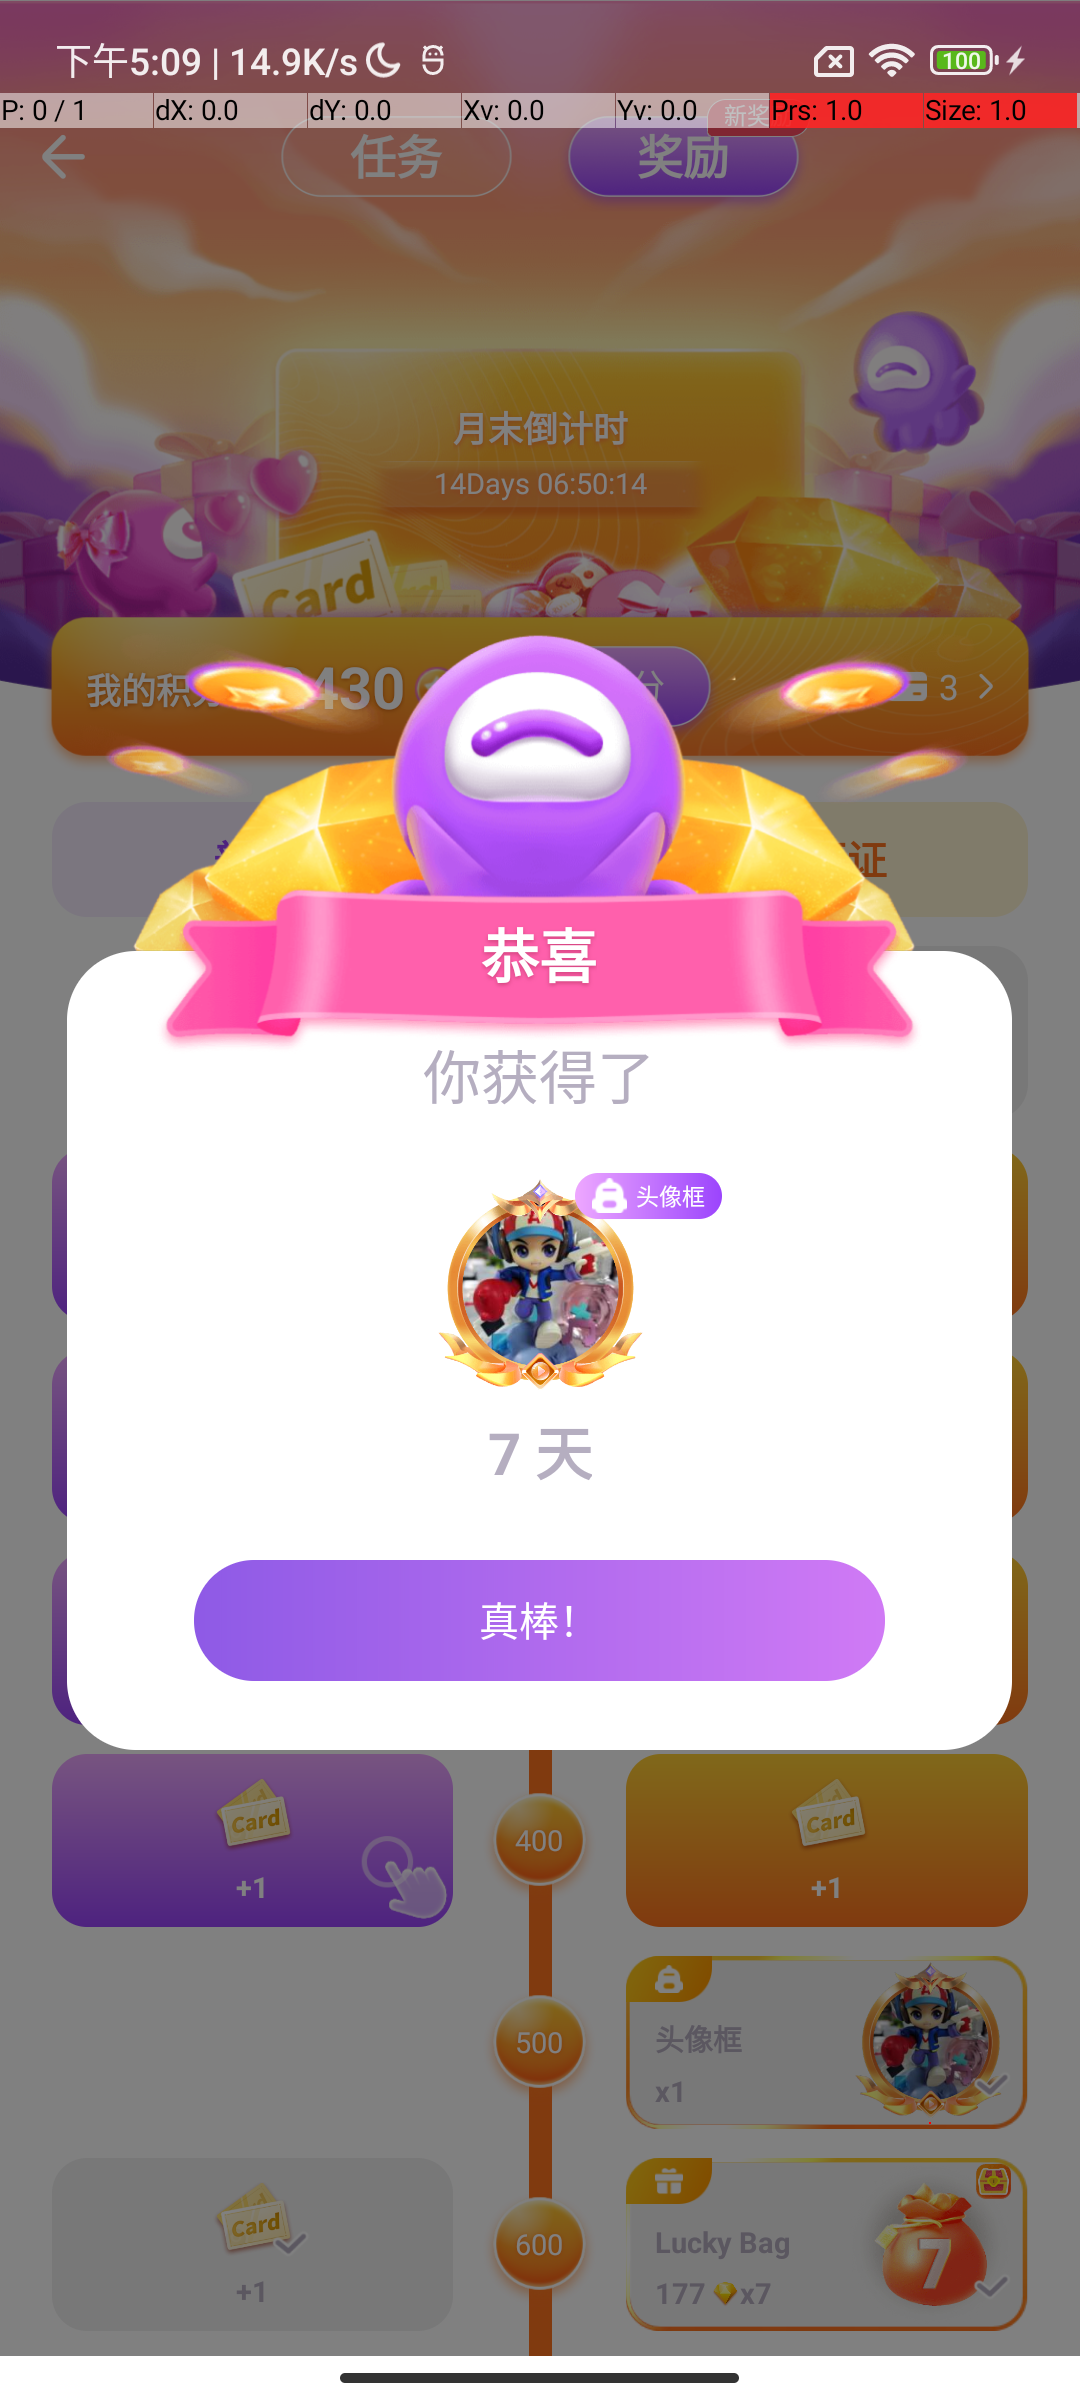 下午5:09 | 14.9K/s
100
P: 0 / 1 dX: 0.0 dY: 0.0 Xv: 0.0 Yv: 0.0 Prs: 1.0 Size: 1.0
新奖
任务 奖励
月末倒计时
14Days 06:50:14
Card
我的积分 430 分 3
证
恭喜
你获得了
头像框
7 天
真棒！
Card
+1
400
Card
+1
500
头像框
x1
Card
+1
600
Lucky Bag
177 x7
7